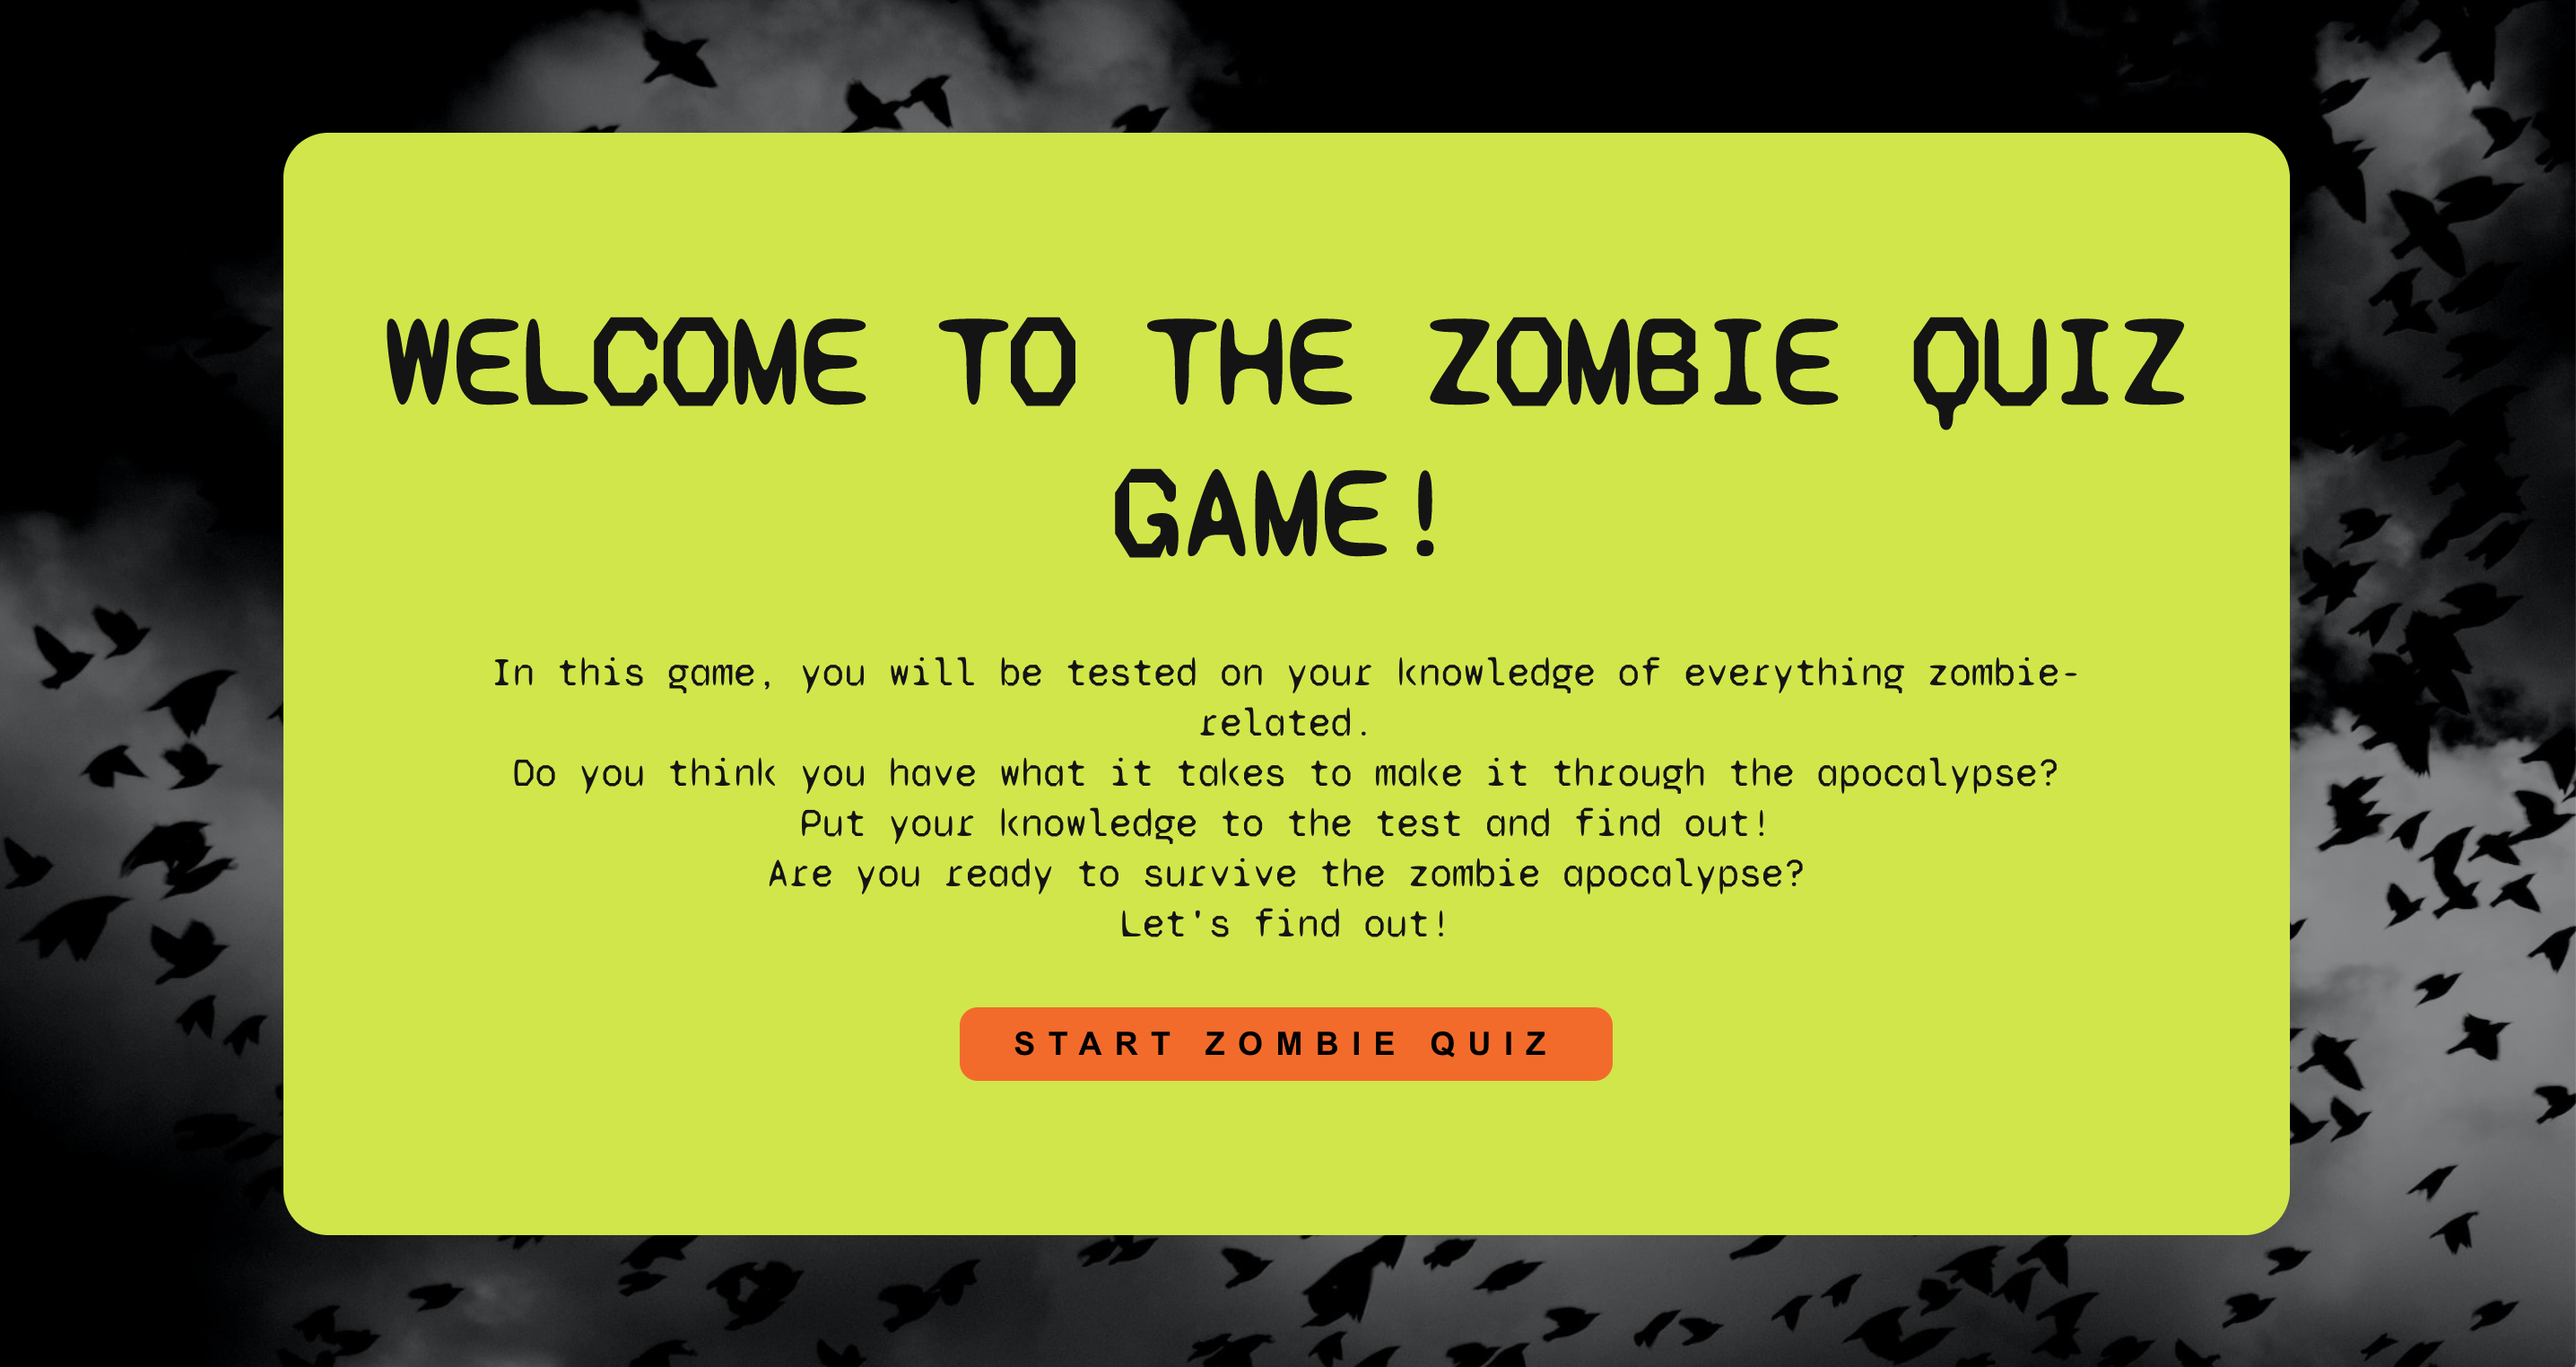 WELCOME TO THE ZOMBIE QUIZ
GAME!
In this game, you will be tested on your knowledge of everything zombie-
related.
Do you think you have what it takes to make it through the apocalypse?
Put your knowledge to the test and find out!
Are you ready to survive the zombie apocalypse?
Let's find out!
START ZOMBIE QUIZ